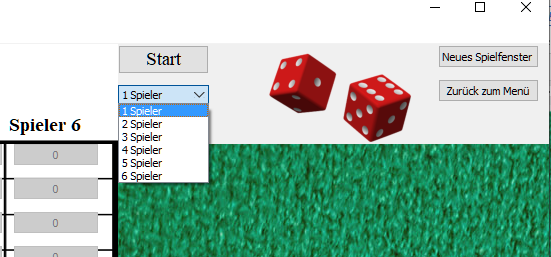 Start
Neues Spielfenster
1 Spieler
Zurück zum Menü
1 Spieler
2 Spieler
3 Spieler
4 Spieler
5 Spieler
6 Spieler
Spieler 6
0
0
0
0